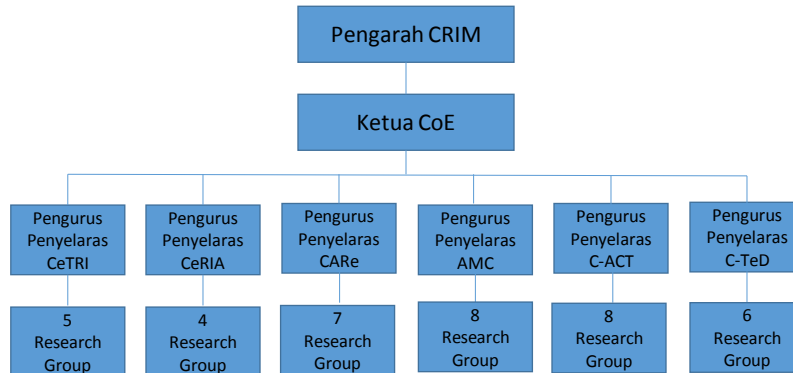 Pengarah CRIM
Ketua CoE
Pengurus
Penyelaras
CeTRI
Pengurus
Penyelaras
CeRIA
Pengurus
Penyelaras
CARe
Pengurus
Penyelaras
AMC
Pengurus
Penyelaras
C-ACT
Pengurus
Penyelaras
C-TeD
5
Research
Group
4
Research
Group
7
Research
Group
8
Research
Group
8
Research
Group
6
Research
Group